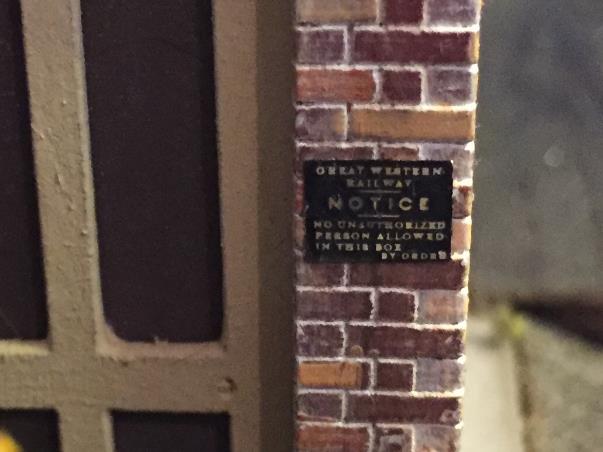 GREAT WESTERN
RAILWAY
NOTICE
NO UNAUTHORIZED
PERSON ALLOWED
IN THIS BOX
BY ORDER